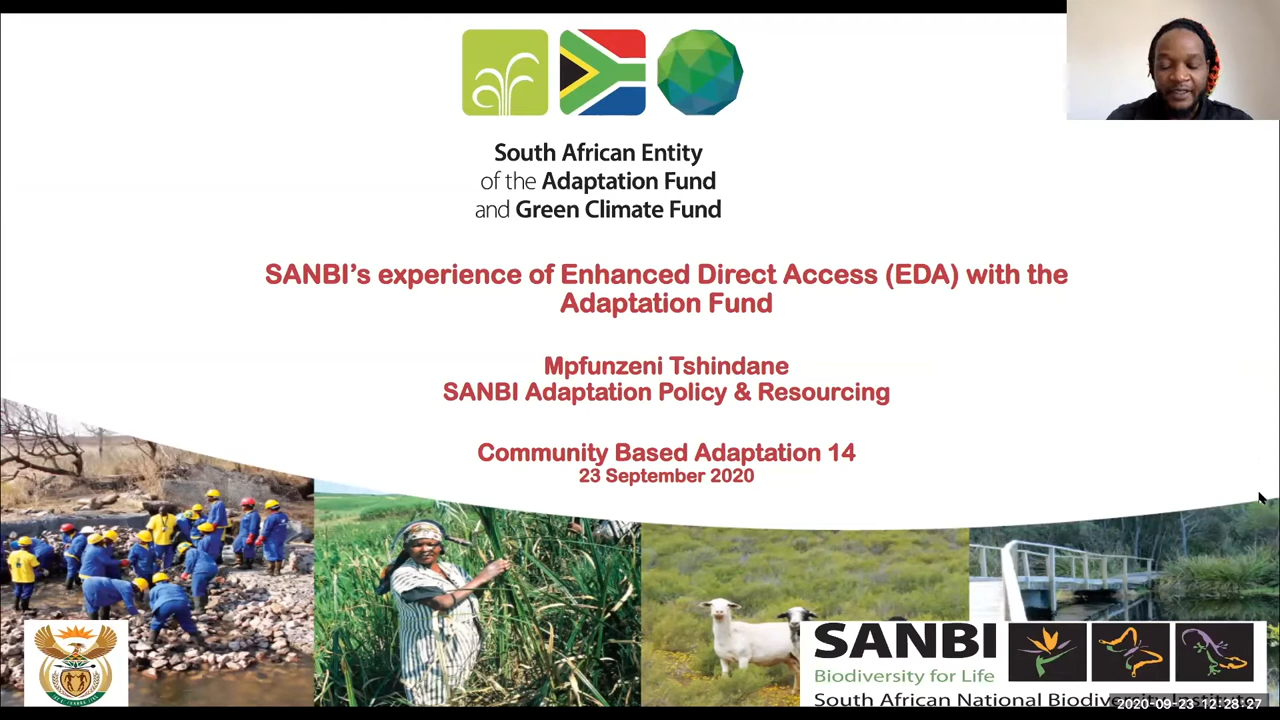 South African Entity
of the Adaptation Fund
and Green Climate Fund
SANBI's experience of Enhanced Direct Access (EDA) with the
Adaptation Fund
Mpfunzeni Tshindane
SANBI Adaptation Policy & Resourcing
Community Based Adaptation 14
23 September 2020
SANBI
Biodiversity for Life
South African National Biodiversity Institute
2020-09-23 12:28:27